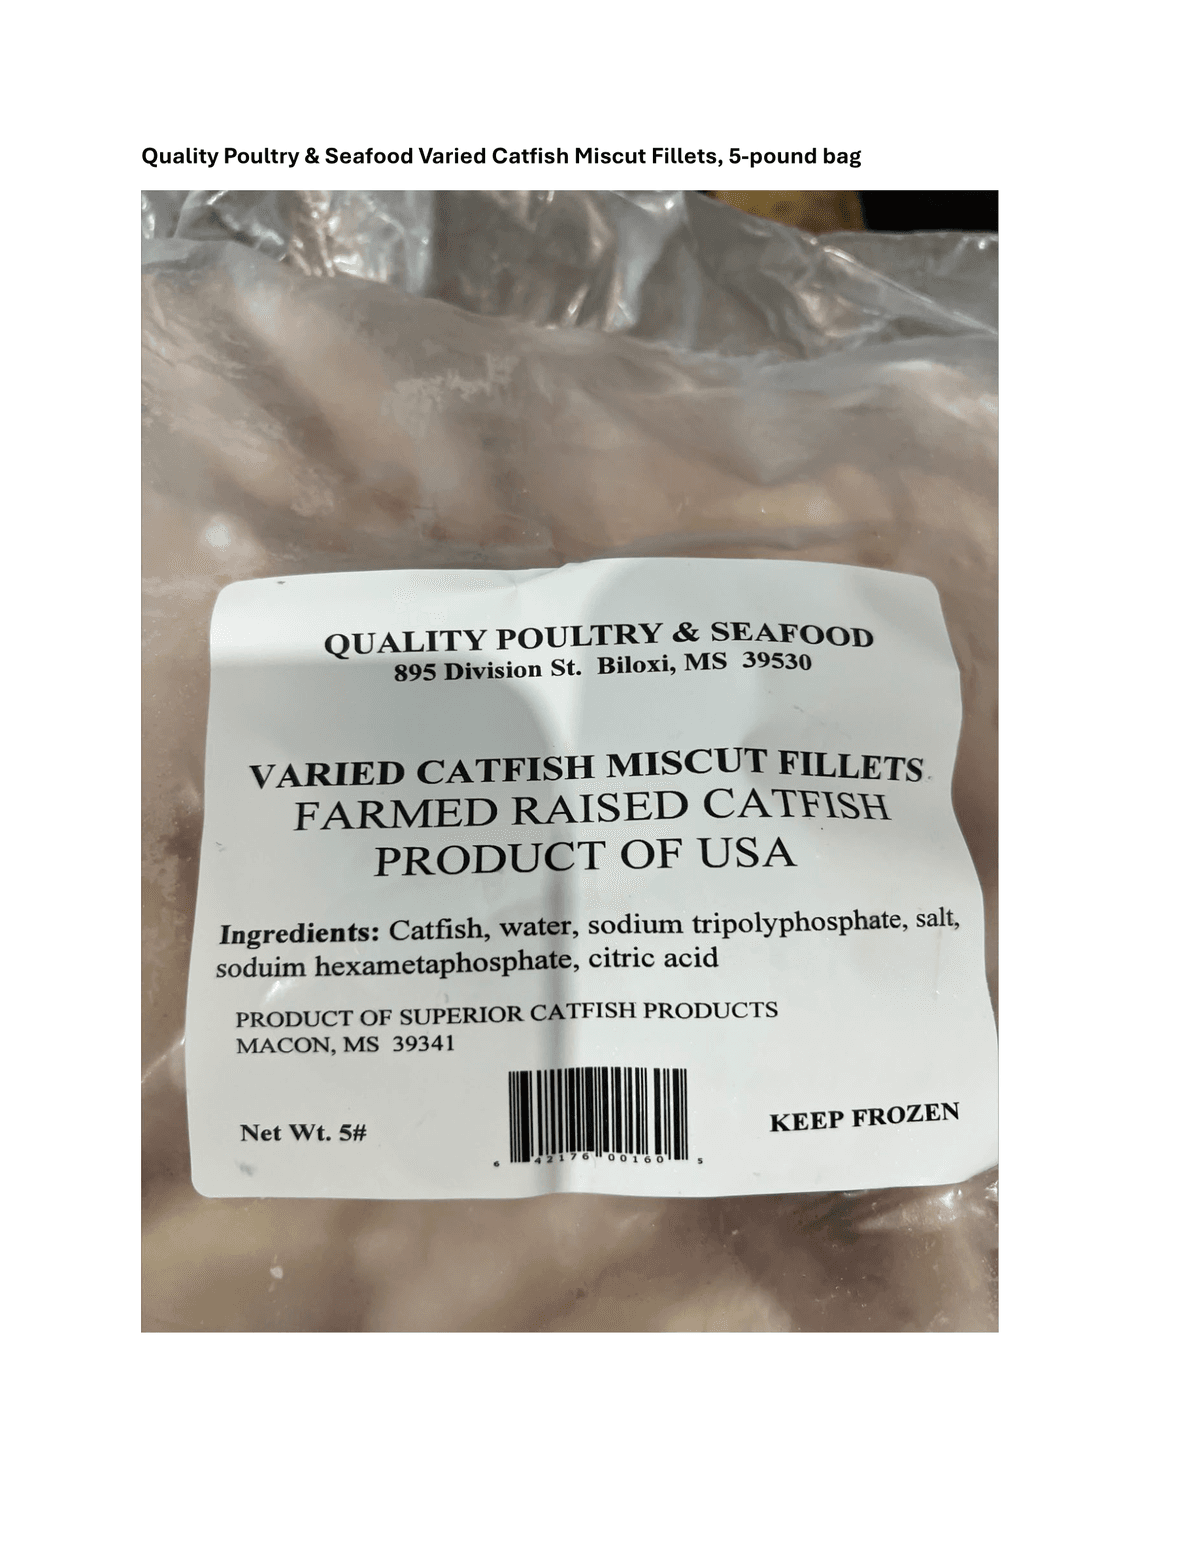 Quality Poultry & Seafood Varied Catfish Miscut Fillets, 5-pound bag
QUALITY POULTRY & SEAFOOD
895 Division St. Biloxi, MS 39530
VARIED CATFISH MISCUT FILLETS.
FARMED RAISED CATFISH
PRODUCT OF USA
Ingredients: Catfish, water, sodium tripolyphosphate, salt,
soduim hexametaphosphate, citric acid
PRODUCT OF SUPERIOR CATFISH PRODUCTS
MACON, MS 39341
Net Wt. 5#
KEEP FROZEN
6 42176 00160 5